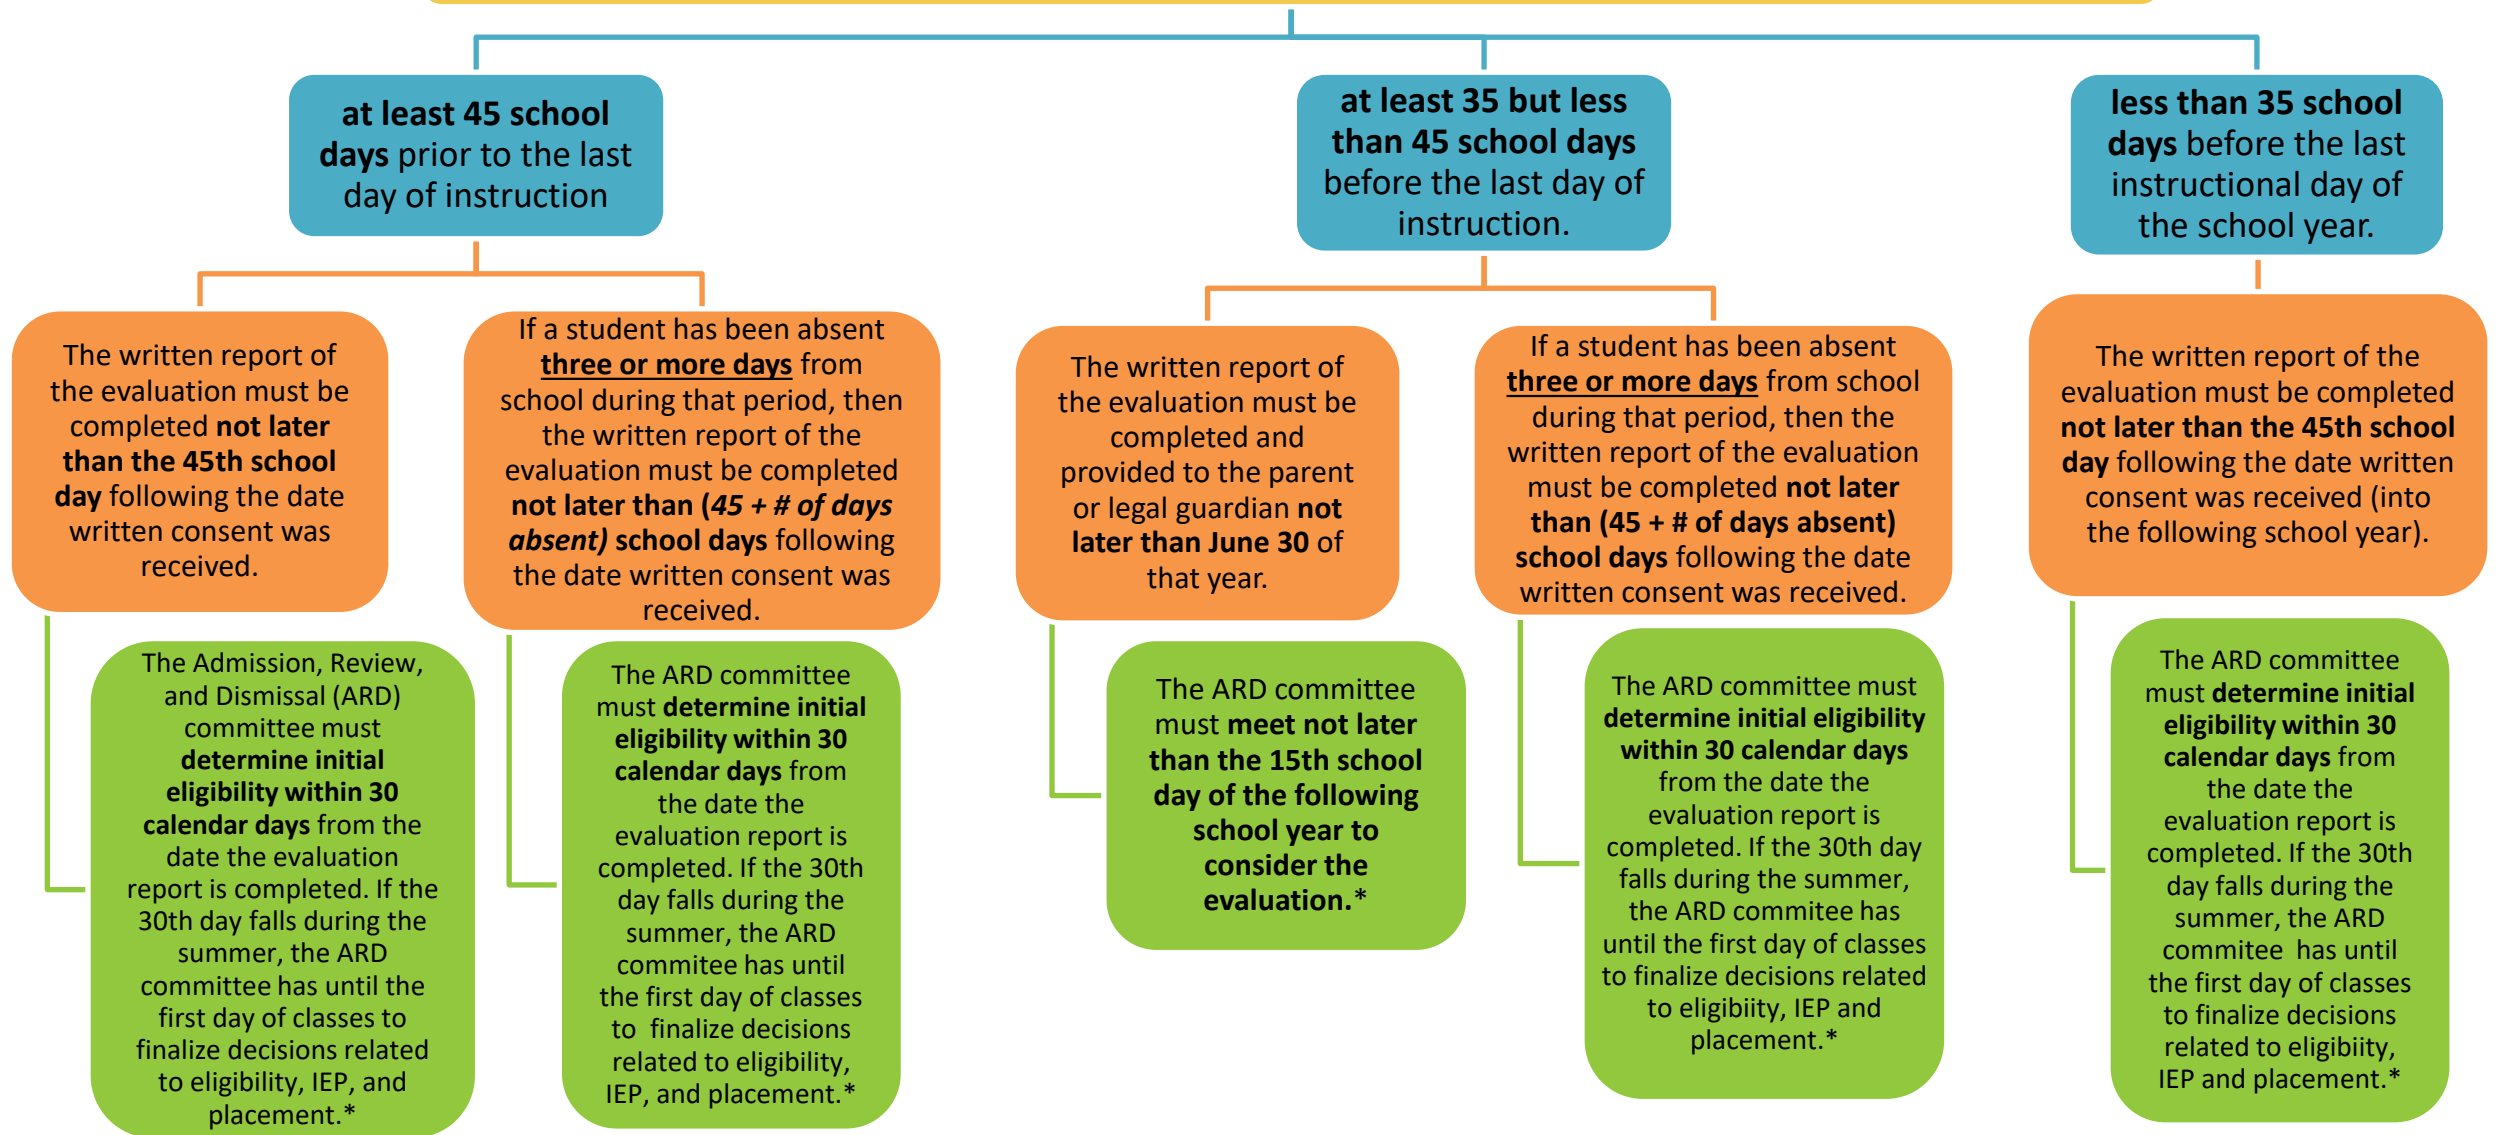 at least 45 school
days prior to the last
day of instruction
at least 35 but less
than 45 school days
before the last day of
instruction.
less than 35 school
days before the last
instructional day of
the school year.
The written report of
the evaluation must be
completed not later
than the 45th school
day following the date
written consent was
received.
If a student has been absent
three or more days from
school during that period, then
the written report of the
evaluation must be completed
not later than (45 + # of days
absent) school days following
the date written consent was
received.
The written report of
the evaluation must be
completed and
provided to the parent
or legal guardian not
later than June 30 of
that year.
If a student has been absent
three or more days from school
during that period, then the
written report of the evaluation
must be completed not later
than (45 + # of days absent)
school days following the date
written consent was received.
The written report of the
evaluation must be completed
not later than the 45th school
day following the date written
consent was received (into
the following school year).
The Admission, Review,
and Dismissal (ARD)
committee must
determine initial
eligibility within 30
calendar days from the
date the evaluation
report is completed. If the
30th day falls during the
summer, the ARD
committee has until the
first day of classes to
finalize decisions related
to eligibility, IEP, and
placement.*
The ARD committee
must determine initial
eligibility within 30
calendar days from
the date the
evaluation report is
completed. If the 30th
day falls during the
summer, the ARD
commitee has until
the first day of classes
to finalize decisions
related to eligibility,
IEP, and placement.*
The ARD committee
must meet not later
than the 15th school
day of the following
school year to
consider the
evaluation.*
The ARD committee must
determine initial eligibility
within 30 calendar days
from the date the
evaluation report is
completed. If the 30th day
falls during the summer,
the ARD commitee has
until the first day of classes
to finalize decisions related
to eligibiity, IEP and
placement.*
The ARD committee
must determine initial
eligibility within 30
calendar days from
the date the
evaluation report is
completed. If the 30th
day falls during the
summer, the ARD
commitee has until
the first day of classes
to finalize decisions
related to eligibiity,
IEP and placement.*